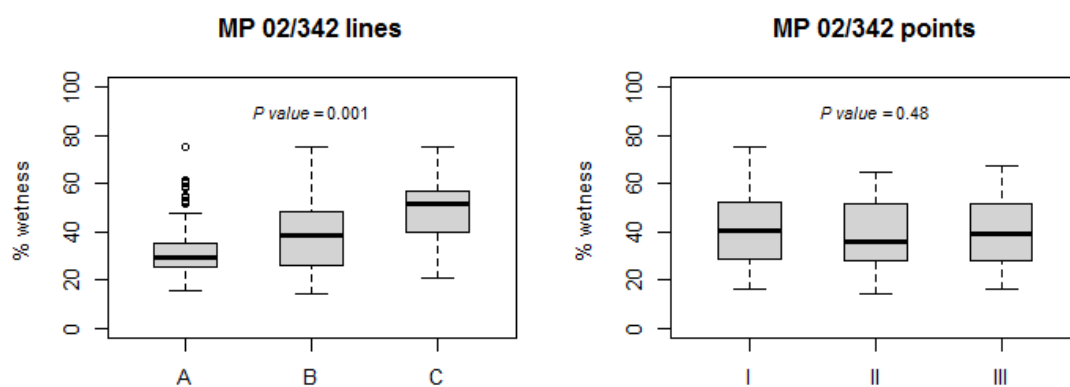 MP 02/342 lines
% wetness
100
80
60
40
20
0
P value = 0.001
A B C
MP 02/342 points
% wetness
100
80
60
40
20
0
P value = 0.48
I II III